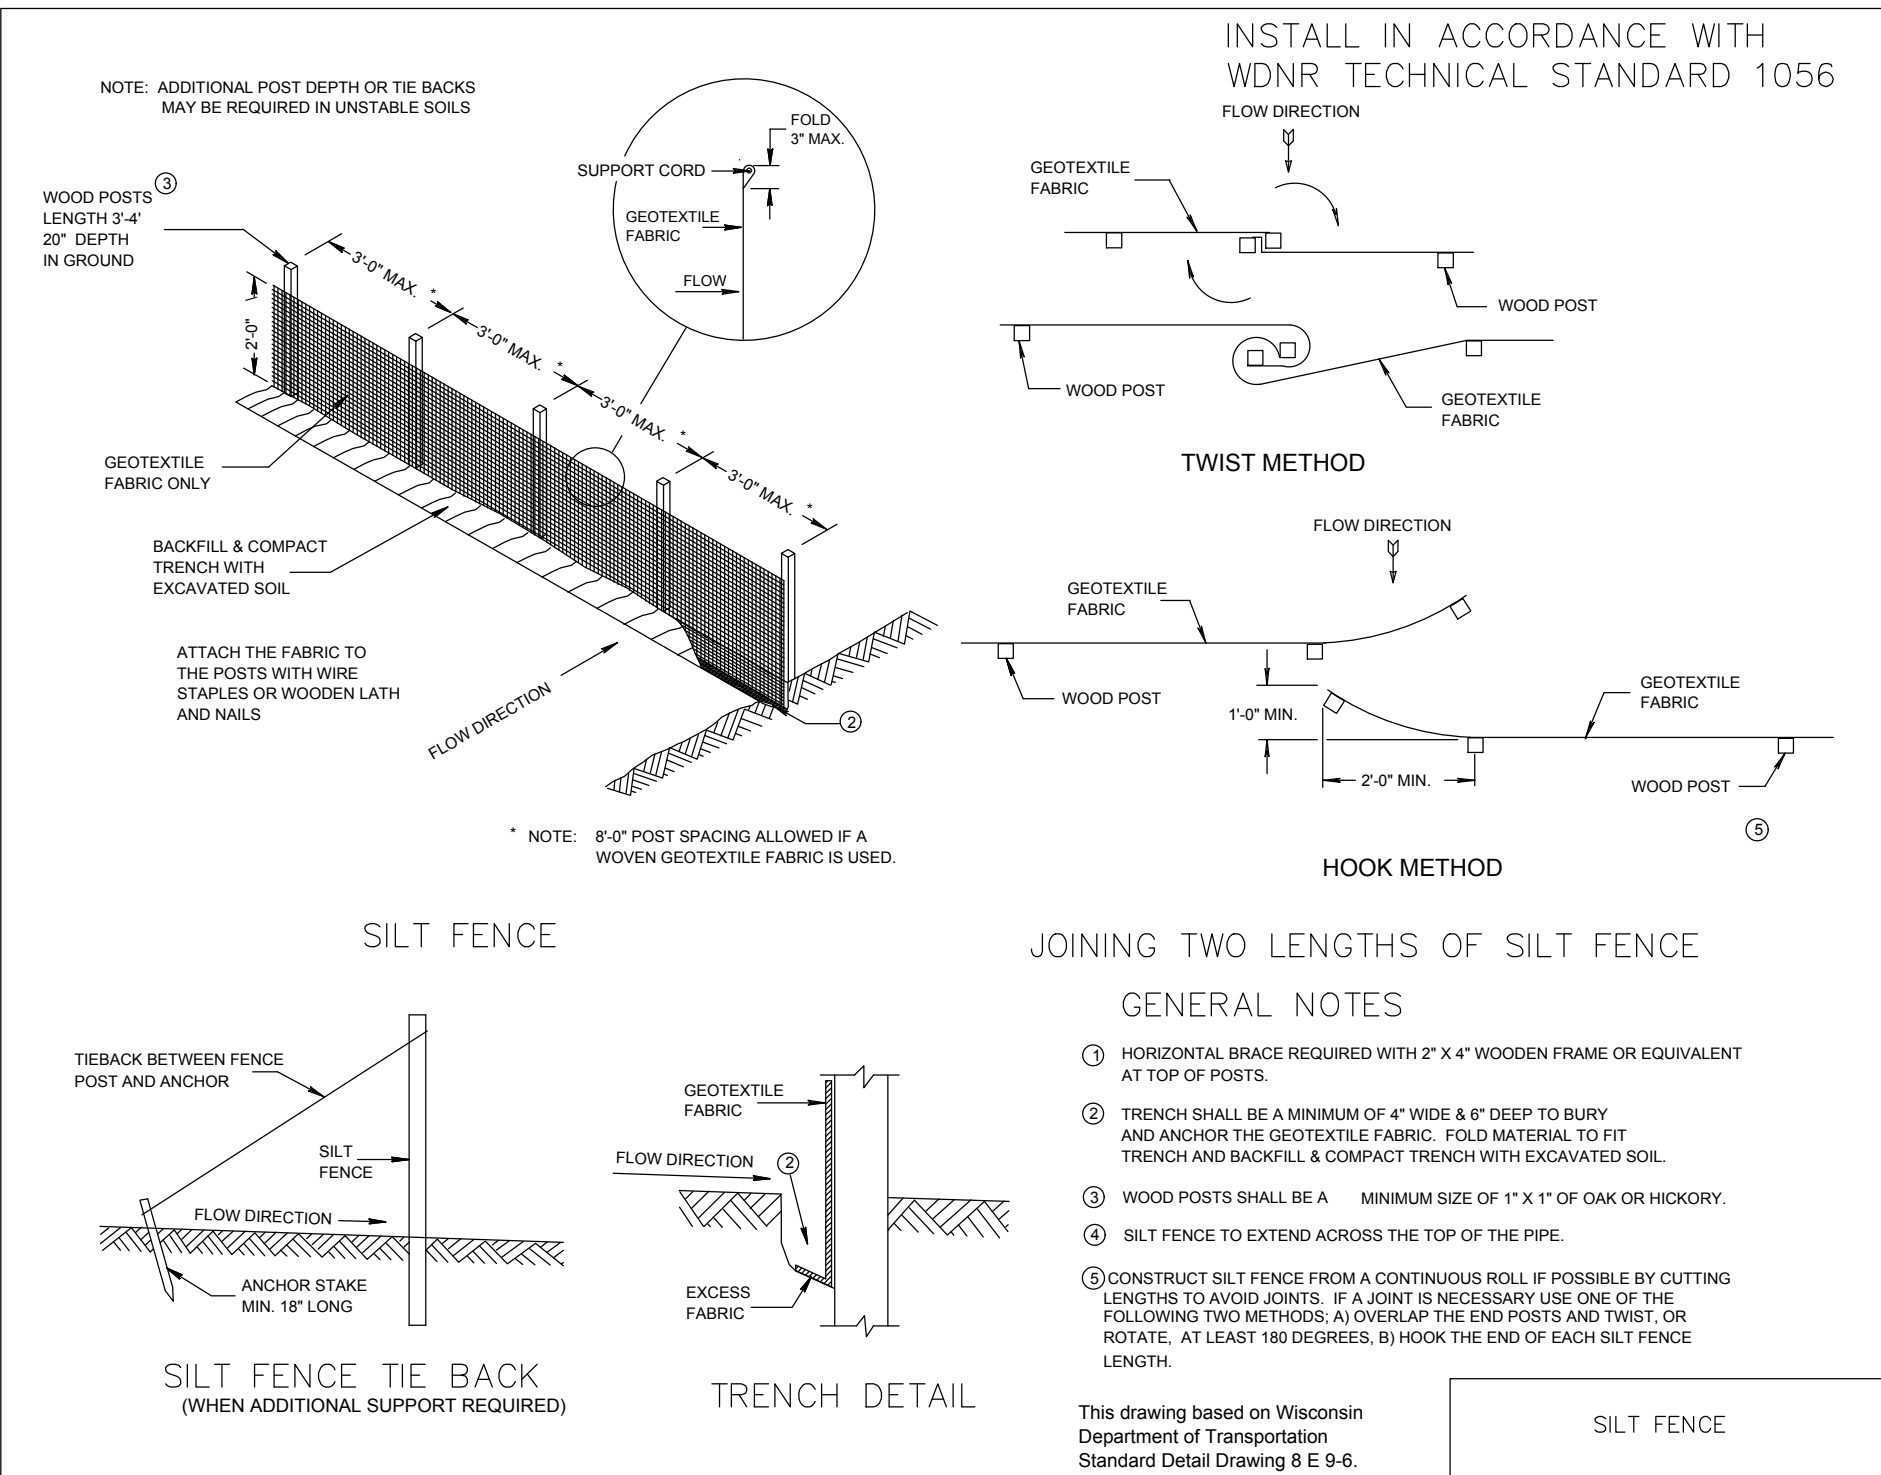 INSTALL IN ACCORDANCE WITH
WDNR TECHNICAL STANDARD 1056
NOTE: ADDITIONAL POST DEPTH OR TIE BACKS
MAY BE REQUIRED IN UNSTABLE SOILS
3
WOOD POSTS
LENGTH 3'-4'
20" DEPTH
IN GROUND
2'-0"
3'-0" MAX. *
3'-0" MAX. *
3'-0" MAX. *
3'-0" MAX. *
FOLD
3" MAX.
SUPPORT CORD
GEOTEXTILE
FABRIC
FLOW
GEOTEXTILE
FABRIC ONLY
BACKFILL & COMPACT
TRENCH WITH
EXCAVATED SOIL
ATTACH THE FABRIC TO
THE POSTS WITH WIRE
STAPLES OR WOODEN LATH
AND NAILS
FLOW DIRECTION
2
* NOTE: 8'-0" POST SPACING ALLOWED IF A
WOVEN GEOTEXTILE FABRIC IS USED.
SILT FENCE
FLOW DIRECTION
GEOTEXTILE
FABRIC
WOOD POST
WOOD POST
GEOTEXTILE
FABRIC
TWIST METHOD
FLOW DIRECTION
GEOTEXTILE
FABRIC
WOOD POST
1'-0" MIN.
2'-0" MIN.
GEOTEXTILE
FABRIC
WOOD POST
5
HOOK METHOD
JOINING TWO LENGTHS OF SILT FENCE
TIEBACK BETWEEN FENCE
POST AND ANCHOR
SILT
FENCE
FLOW DIRECTION
ANCHOR STAKE
MIN. 18" LONG
SILT FENCE TIE BACK
(WHEN ADDITIONAL SUPPORT REQUIRED)
GEOTEXTILE
FABRIC
FLOW DIRECTION
2
EXCESS
FABRIC
TRENCH DETAIL
GENERAL NOTES
1 HORIZONTAL BRACE REQUIRED WITH 2" X 4" WOODEN FRAME OR EQUIVALENT
AT TOP OF POSTS.
2 TRENCH SHALL BE A MINIMUM OF 4" WIDE & 6" DEEP TO BURY
AND ANCHOR THE GEOTEXTILE FABRIC. FOLD MATERIAL TO FIT
TRENCH AND BACKFILL & COMPACT TRENCH WITH EXCAVATED SOIL.
3 WOOD POSTS SHALL BE A MINIMUM SIZE OF 1" X 1" OF OAK OR HICKORY.
4 SILT FENCE TO EXTEND ACROSS THE TOP OF THE PIPE.
5 CONSTRUCT SILT FENCE FROM A CONTINUOUS ROLL IF POSSIBLE BY CUTTING
LENGTHS TO AVOID JOINTS. IF A JOINT IS NECESSARY USE ONE OF THE
FOLLOWING TWO METHODS; A) OVERLAP THE END POSTS AND TWIST, OR
ROTATE, AT LEAST 180 DEGREES, B) HOOK THE END OF EACH SILT FENCE
LENGTH.
This drawing based on Wisconsin
Department of Transportation
Standard Detail Drawing 8 E 9-6.
SILT FENCE